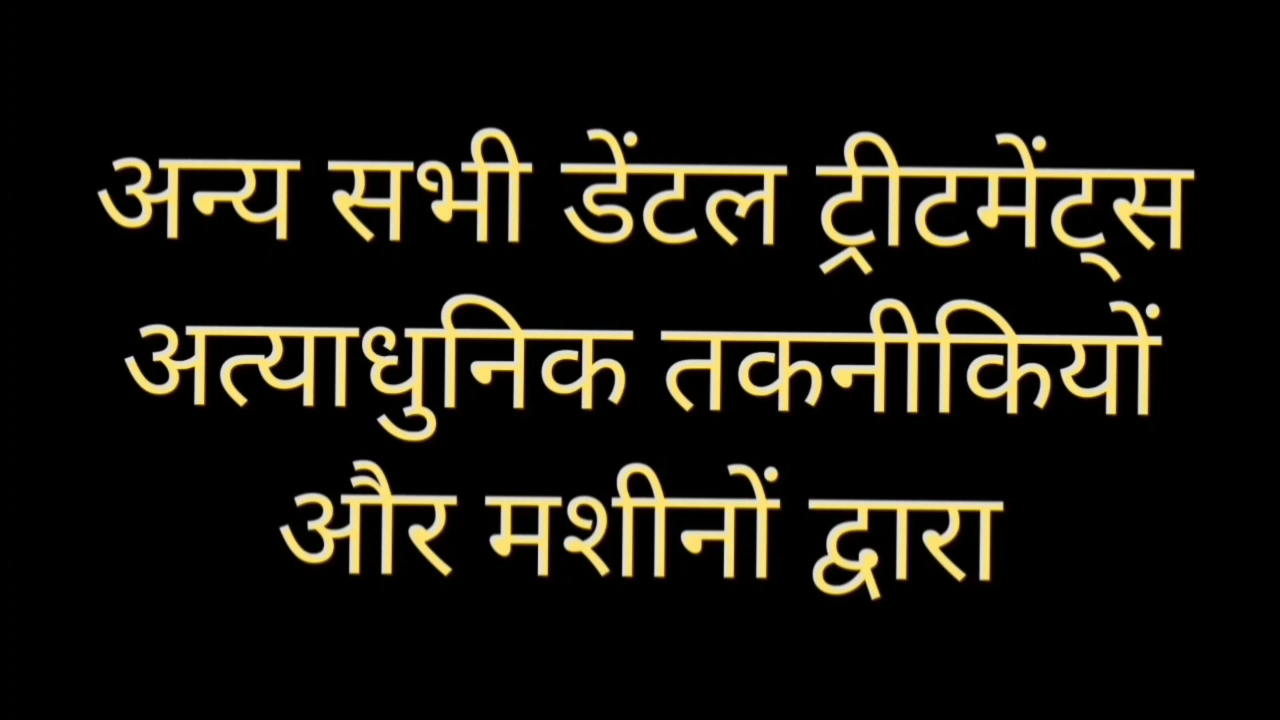 अन्य सभी डेंटल ट्रीटमेंट्स
अत्याधुनिक तकनीकियों
और मशीनों द्वारा